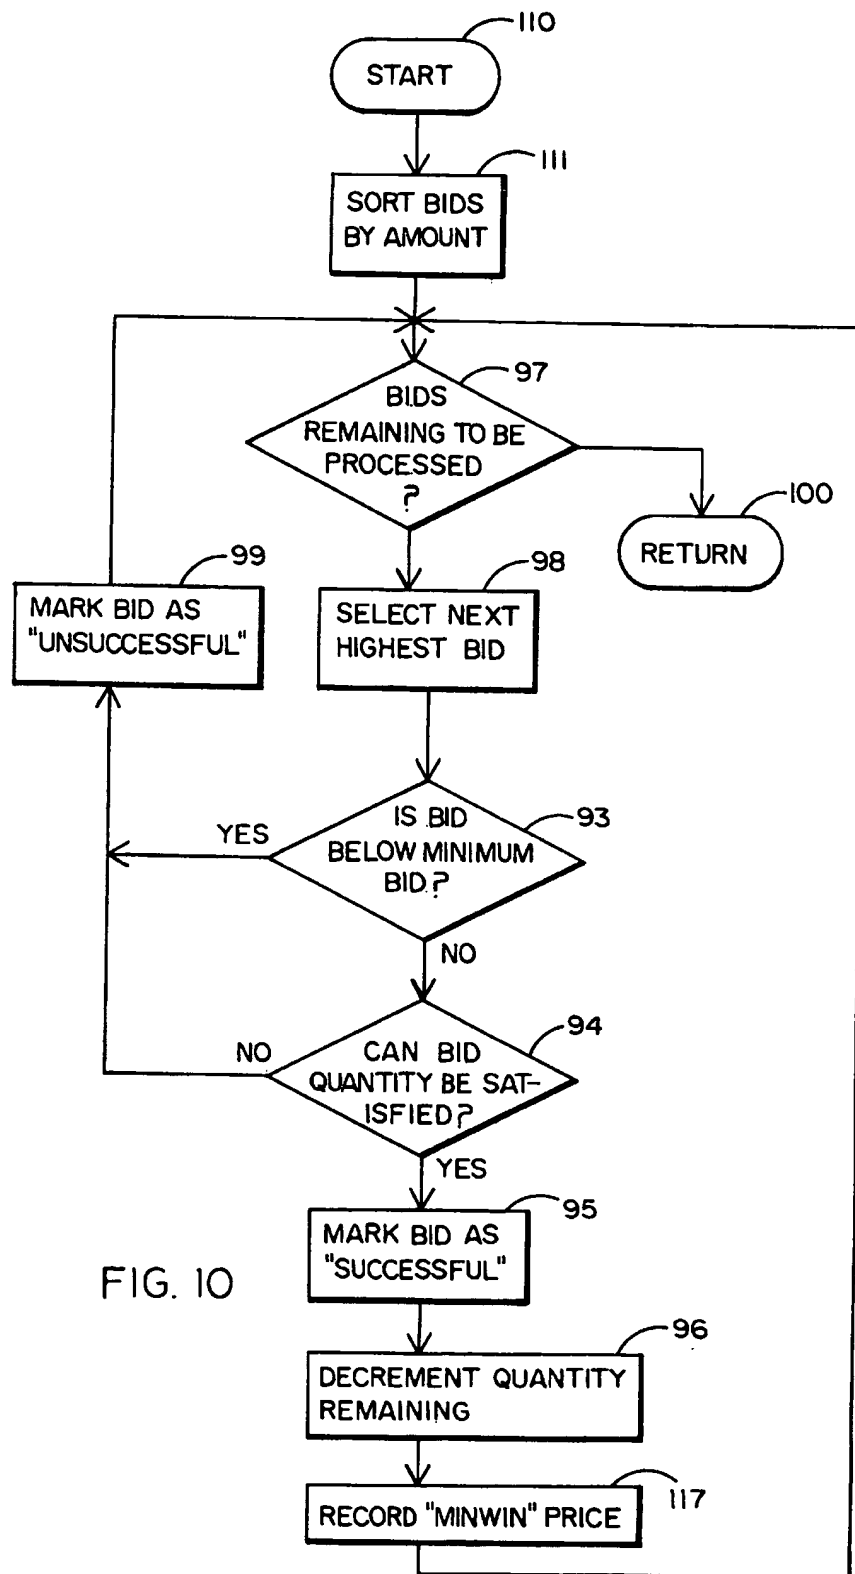 110
START
111
SORT BIDS
BY AMOUNT
97
BIDS
REMAINING TO BE
PROCESSED
?
100
RETURN
99
MARK BID AS
"UNSUCCESSFUL"
98
SELECT NEXT
HIGHEST BID
93
YES
IS BID
BELOW MINIMUM
BID?
NO
94
NO
CAN BID
QUANTITY BE SAT-
ISFIED?
YES
95
MARK BID AS
"SUCCESSFUL"
FIG. 10
96
DECREMENT QUANTITY
REMAINING
117
RECORD "MINWIN" PRICE